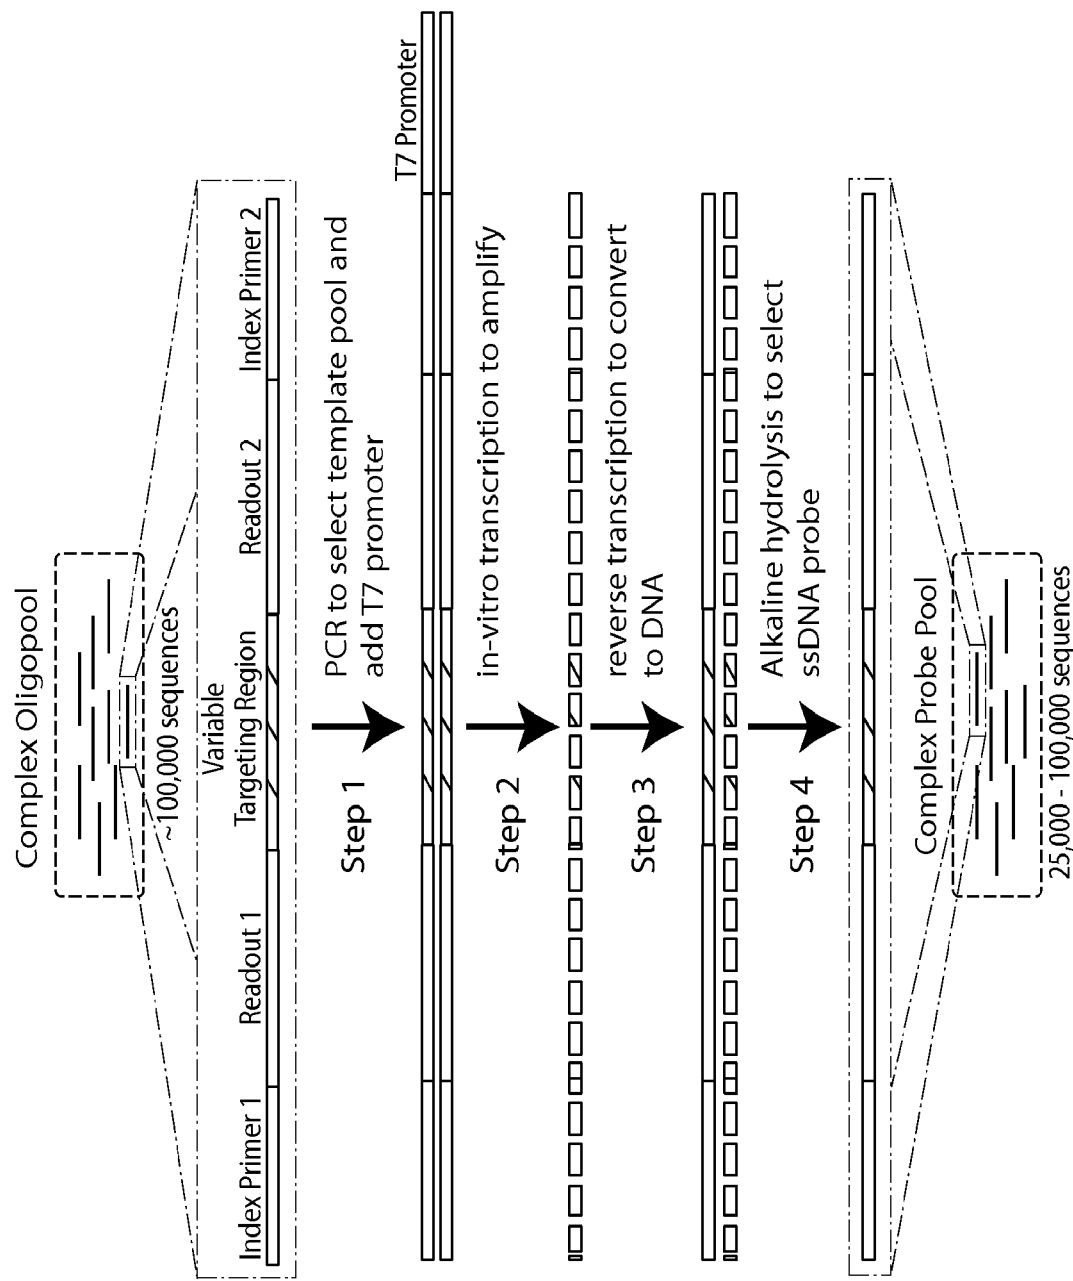 Complex Oligopool
~100,000 sequences
Index Primer 1
Readout 1
Variable
Targeting Region
Readout 2
Index Primer 2
Step 1
PCR to select template pool and
add T7 promoter
T7 Promoter
Step 2
in-vitro transcription to amplify
Step 3
reverse transcription to convert
to DNA
Step 4
Alkaline hydrolysis to select
ssDNA probe
Complex Probe Pool
25,000 - 100,000 sequences